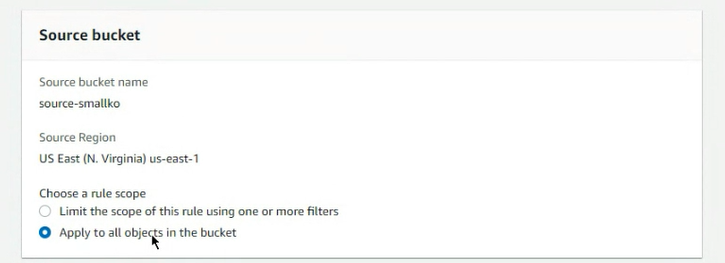 Source bucket
Source bucket name
source-smallko
Source Region
US East (N. Virginia) us-east-1
Choose a rule scope
Limit the scope of this rule using one or more filters
Apply to all objects in the bucket